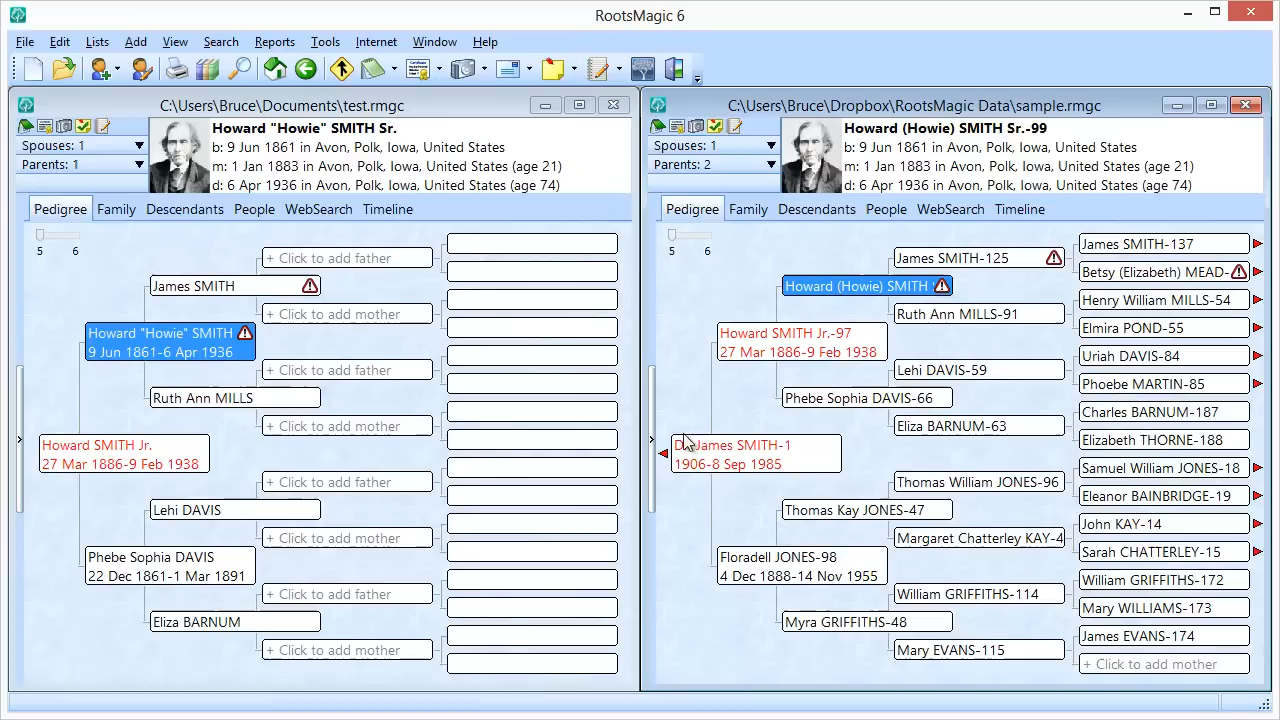 RootsMagic 6
File Edit Lists Add View Search Reports Tools Internet Window Help
C:\Users\Bruce\Documents\test.rmgc
Spouses: 1
Parents: 1
Howard "Howie" SMITH Sr.
b: 9 Jun 1861 in Avon, Polk, Iowa, United States
m: 1 Jan 1883 in Avon, Polk, Iowa, United States (age 21)
d: 6 Apr 1936 in Avon, Polk, Iowa, United States (age 74)
Pedigree Family Descendants People WebSearch Timeline
5 6
+ Click to add father
James SMITH
+ Click to add mother
Howard "Howie" SMITH
9 Jun 1861-6 Apr 1936
+ Click to add father
Ruth Ann MILLS
+ Click to add mother
Howard SMITH Jr.
27 Mar 1886-9 Feb 1938
+ Click to add father
Lehi DAVIS
+ Click to add mother
Phebe Sophia DAVIS
22 Dec 1861-1 Mar 1891
+ Click to add father
Eliza BARNUM
+ Click to add mother
C:\Users\Bruce\Dropbox\RootsMagic Data\sample.rmgc
Spouses: 1
Parents: 2
Howard (Howie) SMITH Sr.-99
b: 9 Jun 1861 in Avon, Polk, Iowa, United States
m: 1 Jan 1883 in Avon, Polk, Iowa, United States (age 21)
d: 6 Apr 1936 in Avon, Polk, Iowa, United States (age 74)
Pedigree Family Descendants People WebSearch Timeline
5 6
James SMITH-137
James SMITH-125
Betsy (Elizabeth) MEAD-
Howard (Howie) SMITH
Henry William MILLS-54
Ruth Ann MILLS-91
Elmira POND-55
Howard SMITH Jr.-97
27 Mar 1886-9 Feb 1938
Uriah DAVIS-84
Lehi DAVIS-59
Phoebe MARTIN-85
Phebe Sophia DAVIS-66
Charles BARNUM-187
Eliza BARNUM-63
Elizabeth THORNE-188
James SMITH-1
1906-8 Sep 1985
Samuel William JONES-18
Thomas William JONES-96
Eleanor BAINBRIDGE-19
Thomas Kay JONES-47
John KAY-14
Margaret Chatterley KAY-4
Sarah CHATTERLEY-15
Floradell JONES-98
4 Dec 1888-14 Nov 1955
William GRIFFITHS-172
William GRIFFITHS-114
Mary WILLIAMS-173
Myra GRIFFITHS-48
James EVANS-174
Mary EVANS-115
+ Click to add mother